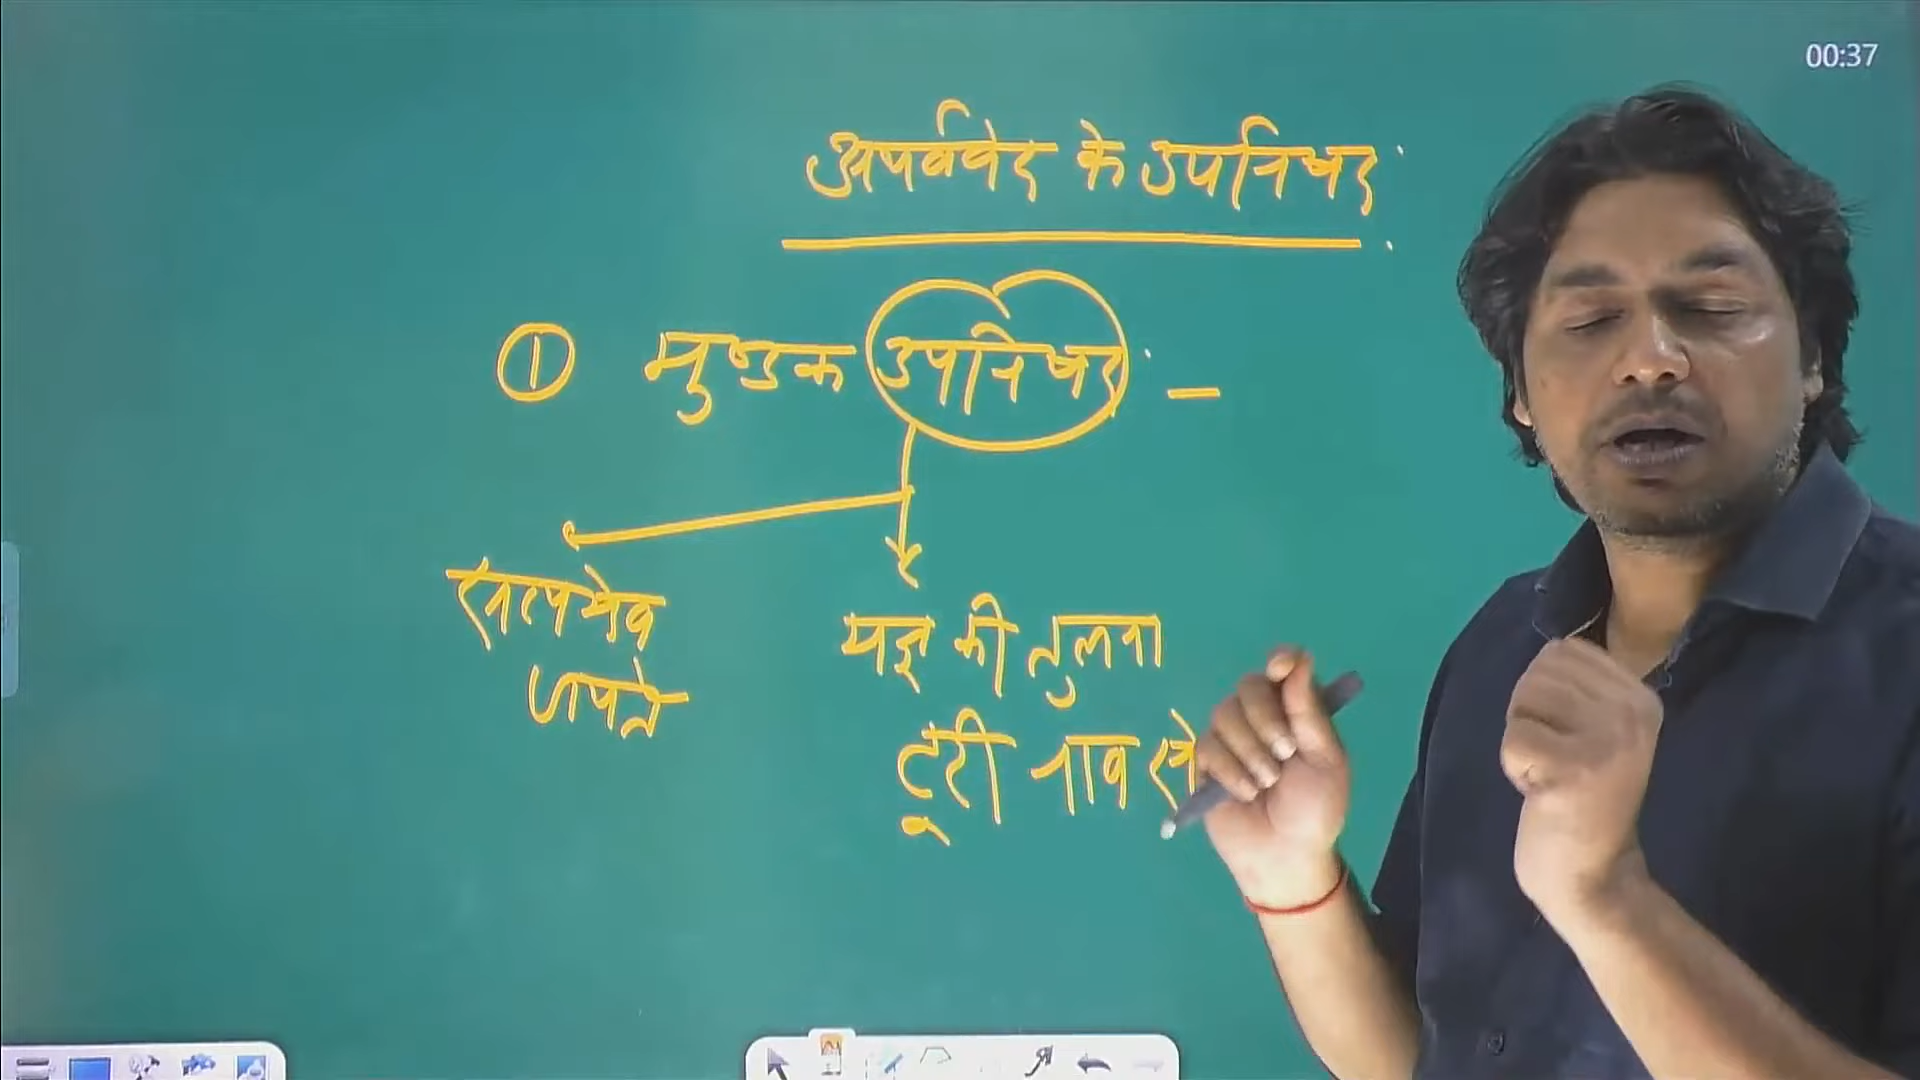 00:37
अथर्ववेद के उपनिषद
① मुण्डक उपनिषद –
सत्यमेव
जयते
यज्ञ की तुलना
टूटी नाव से